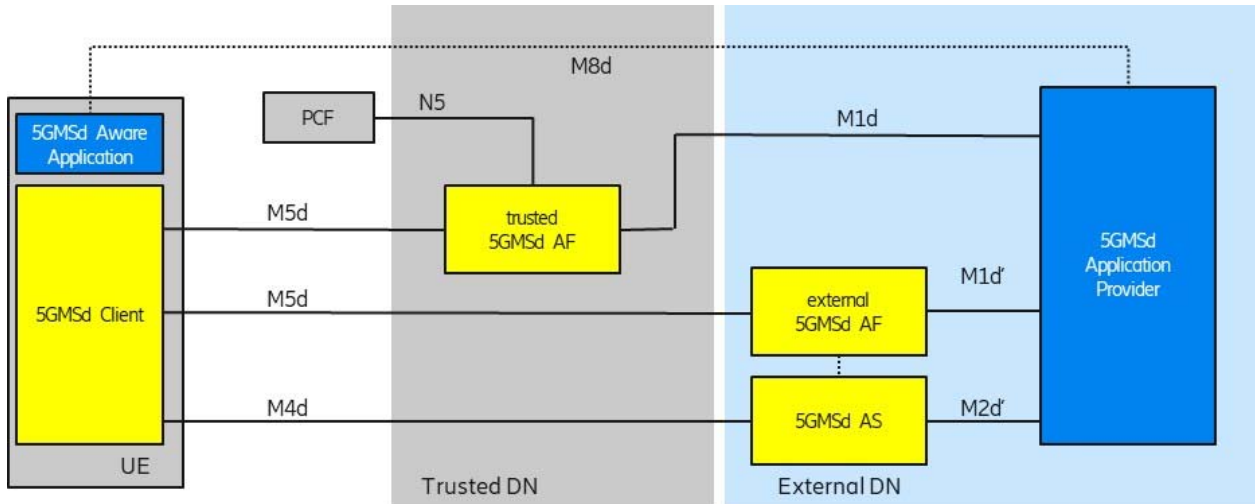 M8d
N5
PCF
M1d
5GMSd Aware
Application
M5d
trusted
5GMSd AF
5GMSd
Application
Provider
M5d
external
5GMSd AF
M1d’
5GMSd Client
M4d
5GMSd AS
M2d’
UE
Trusted DN
External DN